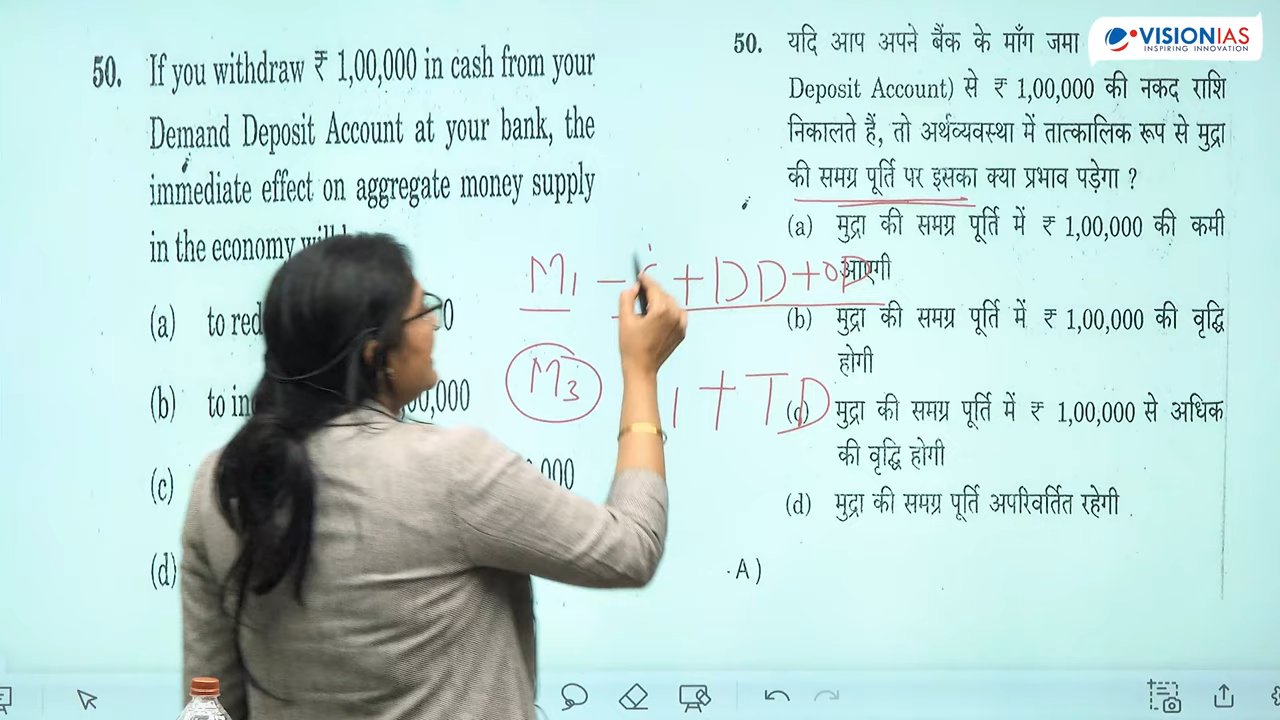 VISIONIAS
INSPIRING INNOVATION
50. If you withdraw ₹ 1,00,000 in cash from your
Demand Deposit Account at your bank, the
immediate effect on aggregate money supply
in the economy
(a) to
(b) to
(c)
(d)
50. यदि आप अपने बैंक के माँग जमा
Deposit Account) से ₹ 1,00,000 की नकद राशि
निकालते हैं, तो अर्थव्यवस्था में तात्कालिक रूप से मुद्रा
की समग्र पूर्ति पर इसका क्या प्रभाव पड़ेगा ?
(a) मुद्रा की समग्र पूर्ति में ₹ 1,00,000 की कमी
आएगी
(b) मुद्रा की समग्र पूर्ति में ₹ 1,00,000 की वृद्धि
होगी
(c) मुद्रा की समग्र पूर्ति में ₹ 1,00,000 से अधिक
की वृद्धि होगी
(d) मुद्रा की समग्र पूर्ति अपरिवर्तित रहेगी
A)
M1 - + DD + OD
M3 1 + TD